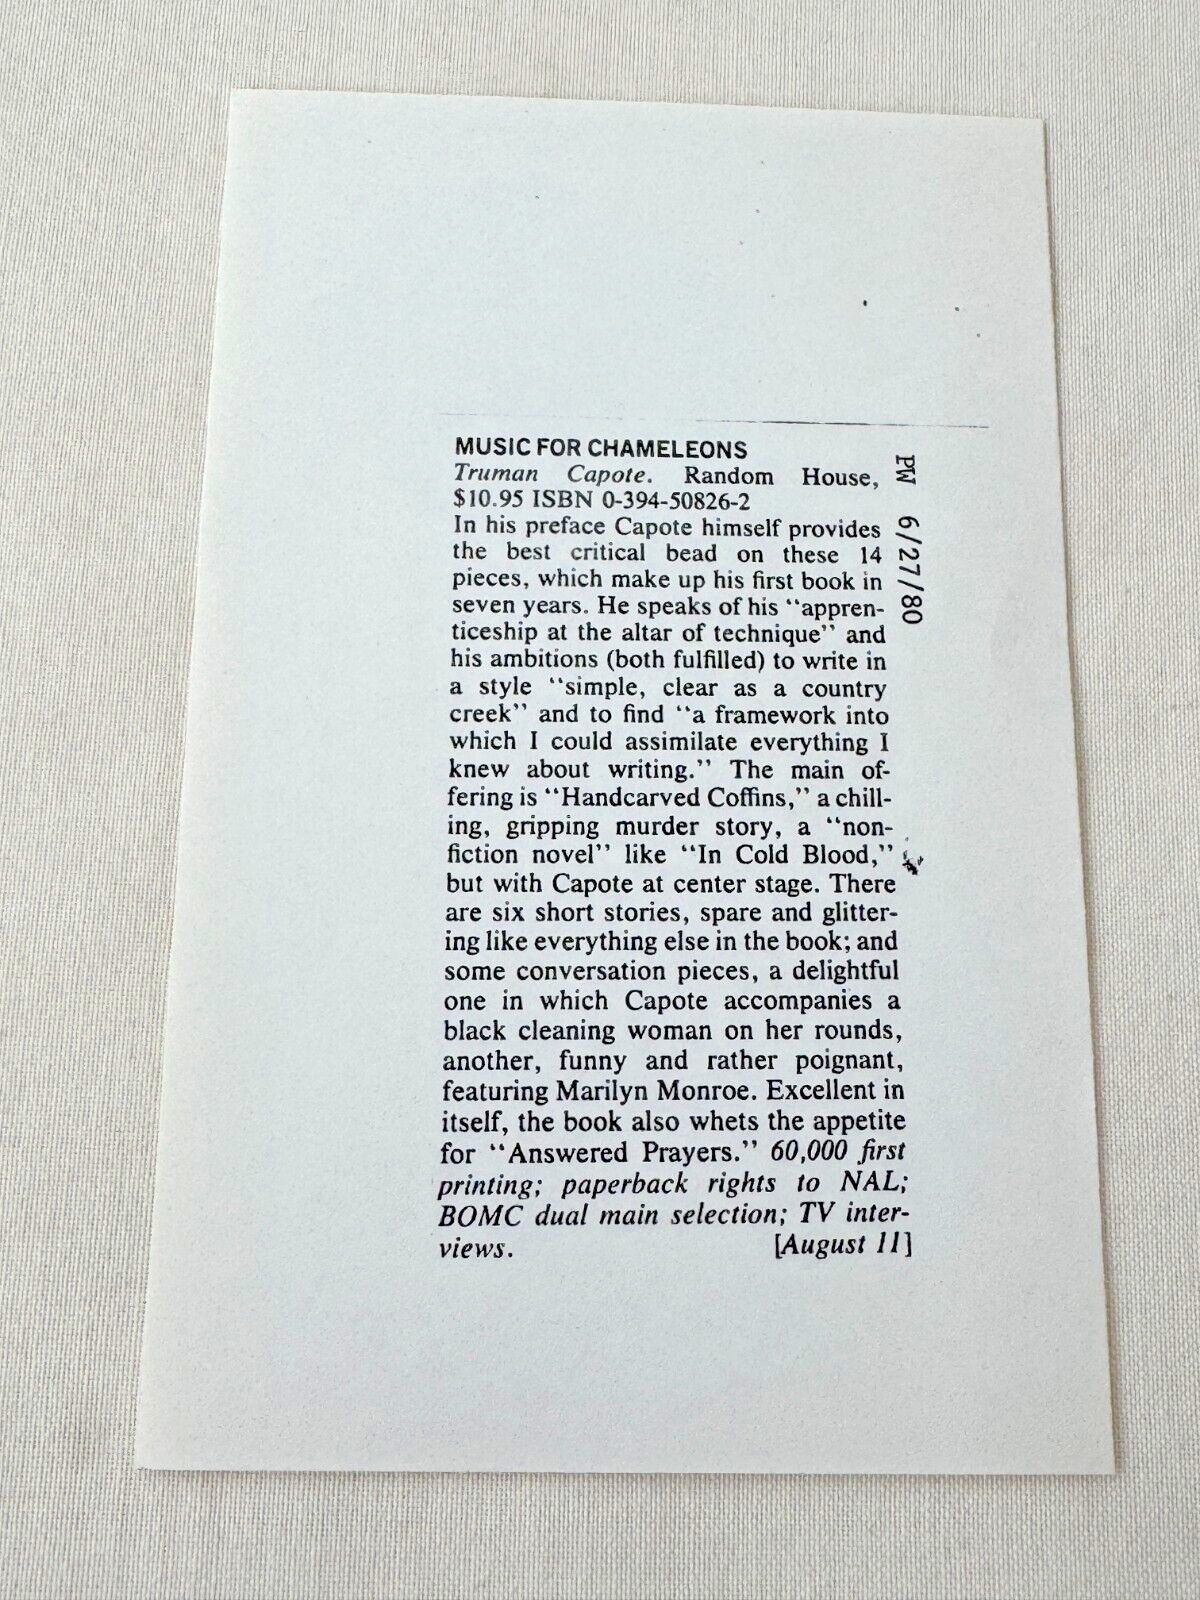 MUSIC FOR CHAMELEONS
Truman Capote. Random House,
$10.95 ISBN 0-394-50826-2
In his preface Capote himself provides
the best critical bead on these 14
pieces, which make up his first book in
seven years. He speaks of his “appren-
ticeship at the altar of technique” and
his ambitions (both fulfilled) to write in
a style “simple, clear as a country
creek” and to find “a framework into
which I could assimilate everything I
knew about writing.” The main of-
fering is “Handcarved Coffins,” a chill-
ing, gripping murder story, a “non-
fiction novel” like “In Cold Blood,”
but with Capote at center stage. There
are six short stories, spare and glitter-
ing like everything else in the book; and
some conversation pieces, a delightful
one in which Capote accompanies a
black cleaning woman on her rounds,
another, funny and rather poignant,
featuring Marilyn Monroe. Excellent in
itself, the book also whets the appetite
for “Answered Prayers.” 60,000 first
printing; paperback rights to NAL;
BOMC dual main selection; TV inter-
views. [August 11]
PW 6/27/80